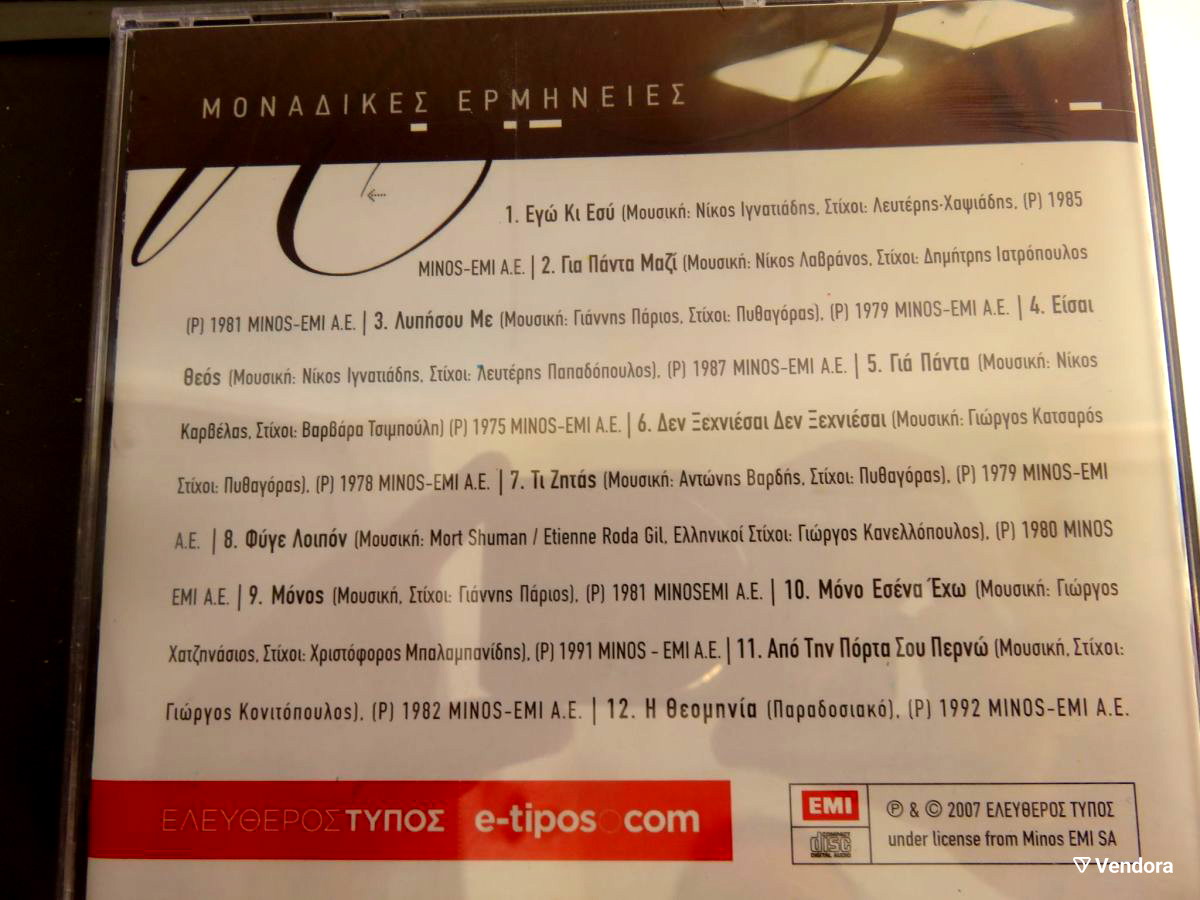 ΜΟΝΑΔΙΚΕΣ ΕΡΜΗΝΕΙΕΣ
1. Εγώ Κι Εσύ (Μουσική: Νίκος Ιγνατιάδης, Στίχοι: Λευτέρης-Χαψιάδης, (P) 1985
MINOS-EMI A.E. | 2. Για Πάντα Μαζί (Μουσική: Νίκος Λαβράνος, Στίχοι: Δημήτρης Ιατρόπουλος
(P) 1981 MINOS-EMI A.E. | 3. Λυπήσου Με (Μουσική: Γιάννης Πάριος, Στίχοι: Πυθαγόρας), (P) 1979 MINOS-EMI A.E. | 4. Είσαι
Θεός (Μουσική: Νίκος Ιγνατιάδης, Στίχοι: Λευτέρης Παπαδόπουλος), (P) 1987 MINOS-EMI A.E. | 5. Γιά Πάντα (Μουσική: Νίκος
Καρβέλας, Στίχοι: Βαρβάρα Τσιμπούλη) (P) 1975 MINOS-EMI A.E. | 6. Δεν Ξεχνιέσαι Δεν Ξεχνιέσαι (Μουσική: Γιώργος Κατσαρός
Στίχοι: Πυθαγόρας), (P) 1978 MINOS-EMI A.E. | 7. Τι Ζητάς (Μουσική: Αντώνης Βαρδής, Στίχοι: Πυθαγόρας), (P) 1979 MINOS-EMI
A.E. | 8. Φύγε Λοιπόν (Μουσική: Mort Shuman / Etienne Roda Gil, Ελληνικοί Στίχοι: Γιώργος Κανελλόπουλος), (P) 1980 MINOS
EMI A.E. | 9. Μόνος (Μουσική, Στίχοι: Γιάννης Πάριος), (P) 1981 MINOSEMI A.E. | 10. Μόνο Εσένα Έχω (Μουσική: Γιώργος
Χατζηνάσιος, Στίχοι: Χριστόφορος Μπαλαμπανίδης), (P) 1991 MINOS - EMI A.E. | 11. Από Την Πόρτα Σου Περνώ (Μουσική, Στίχοι:
Γιώργος Κονιτόπουλος), (P) 1982 MINOS-EMI A.E. | 12. Η Θεομηνία (Παραδοσιακό), (P) 1992 MINOS-EMI A.E.
ΕΛΕΥΘΕΡΟΣ ΤΥΠΟΣ e-tipos.com
EMI
COMPACT disc DIGITAL AUDIO
℗ & © 2007 ΕΛΕΥΘΕΡΟΣ ΤΥΠΟΣ
under license from Minos EMI SA
Vendora